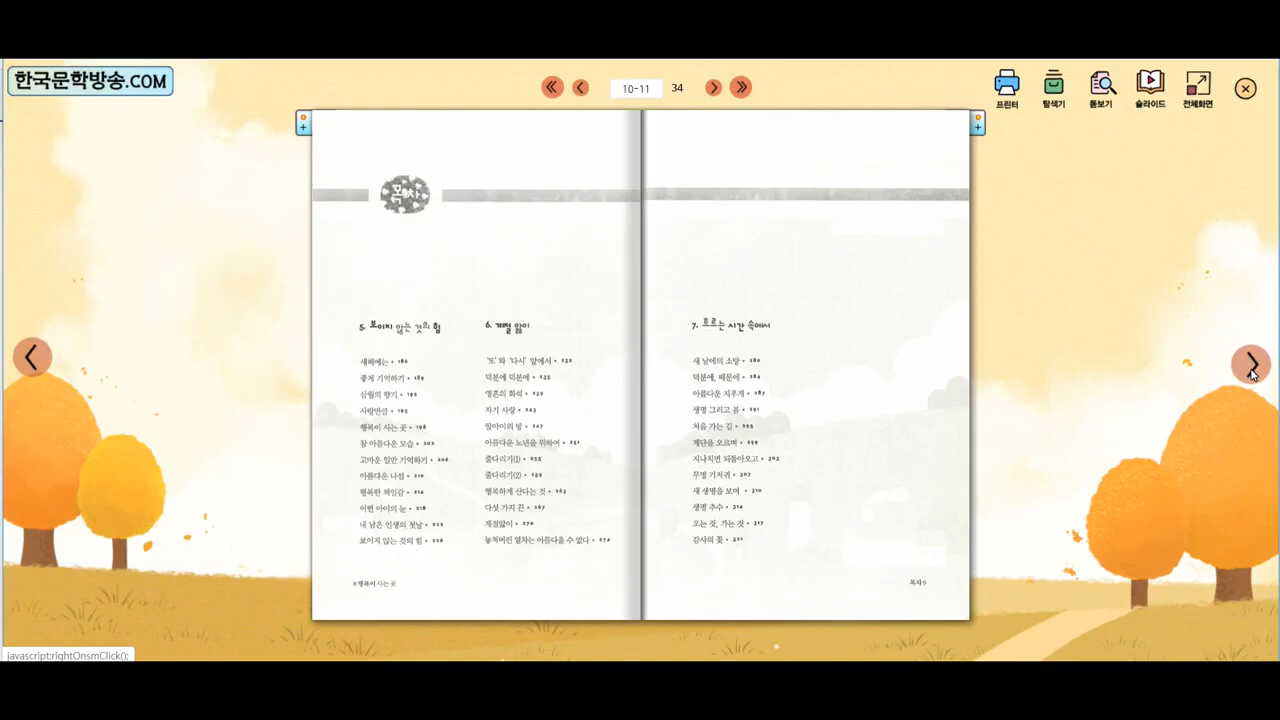 한국문학방송.COM
10-11 34
프린터 탐색기 돋보기 슬라이드 전체화면
목차
5. 보이지 않는 것의 힘
새해에는 • 186
좋게 기억하기 • 189
삼월의 향기 • 192
사랑만큼 • 195
행복이 사는 곳 • 198
참 아름다운 모습 • 202
고마운 일만 기억하기 • 206
아름다운 나섬 • 210
행복한 책임감 • 214
어떤 아이의 눈 • 218
내 남은 인생의 첫날 • 222
보이지 않는 것의 힘 • 226
6. 계절 앓이
'또'와 '다시' 앞에서 • 232
덕분에 덕분에 • 235
영혼의 화석 • 239
자기 사랑 • 243
딸아이의 방 • 247
아름다운 노년을 위하여 • 251
줄다리기(1) • 255
줄다리기(2) • 259
행복하게 산다는 것 • 263
다섯 가지 끈 • 267
계절앓이 • 270
놓쳐버린 열차는 아름다울 수 없다 • 274
8 행복이 사는 곳
7. 흐르는 시간 속에서
새 날에의 소망 • 280
덕분에, 때문에 • 284
아름다운 지우개 • 287
생명 그리고 봄 • 291
처음 가는 길 • 295
계단을 오르며 • 299
지나치면 되돌아오고 • 303
무명 기저귀 • 307
새 생명을 보며 • 310
생명 추수 • 314
오는 것, 가는 것 • 317
감사의 꽃 • 321
목차 9
javascript:rightOnsmClick();